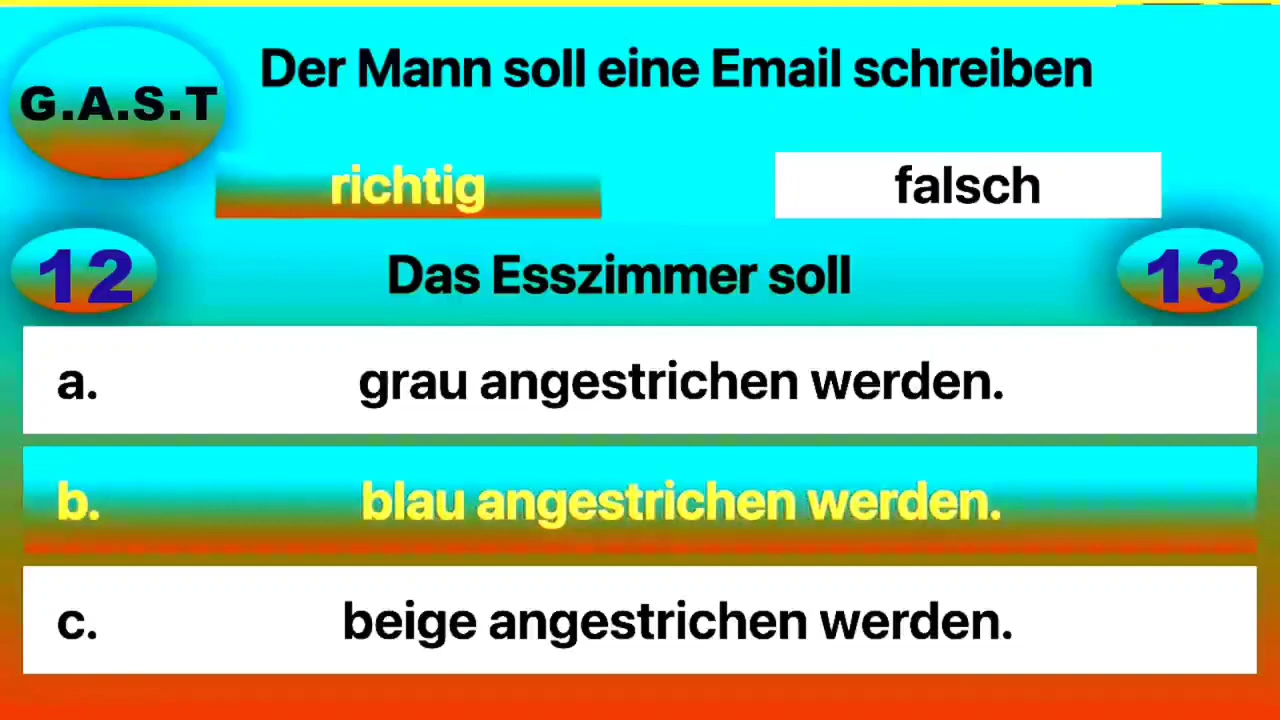 G.A.S.T
Der Mann soll eine Email schreiben
richtig falsch
12 Das Esszimmer soll 13
a. grau angestrichen werden.
b. blau angestrichen werden.
c. beige angestrichen werden.